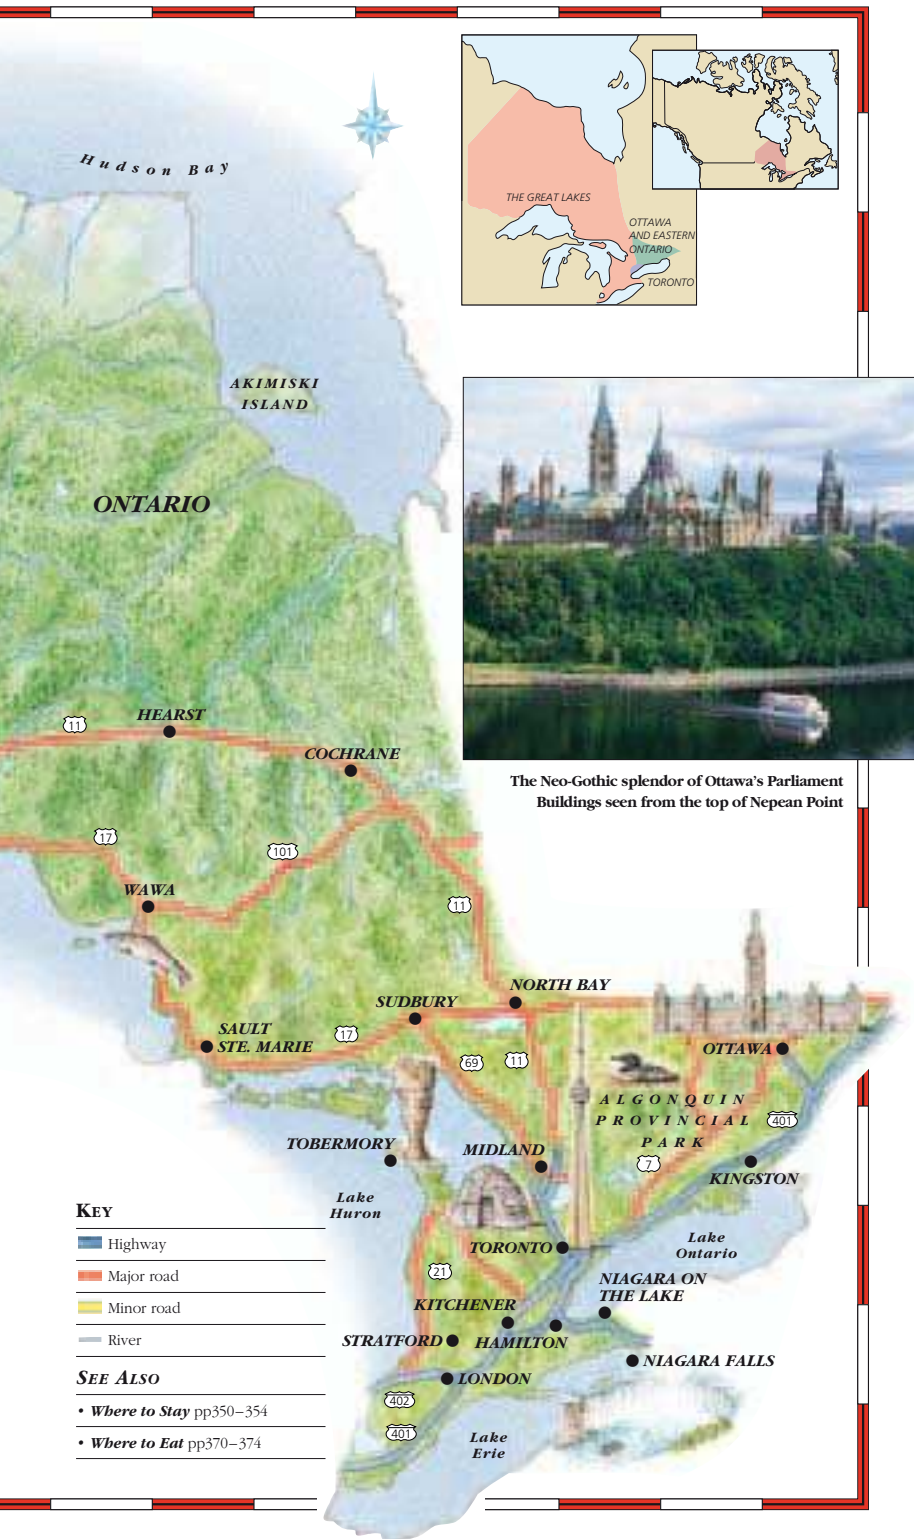 Hudson Bay
THE GREAT LAKES
OTTAWA
AND EASTERN
ONTARIO
TORONTO
AKIMISKI
ISLAND
ONTARIO
The Neo-Gothic splendor of Ottawa's Parliament
Buildings seen from the top of Nepean Point
11
HEARST
COCHRANE
17
101
WAWA
11
NORTH BAY
SUDBURY
SAULT
STE. MARIE
17
69
11
OTTAWA
ALGONQUIN
PROVINCIAL
PARK
401
7
TOBERMORY
MIDLAND
KINGSTON
Lake
Huron
TORONTO
Lake
Ontario
21
NIAGARA ON
THE LAKE
KITCHENER
STRATFORD
HAMILTON
NIAGARA FALLS
LONDON
402
401
Lake
Erie
KEY
Highway
Major road
Minor road
River
SEE ALSO
• Where to Stay pp350–354
• Where to Eat pp370–374